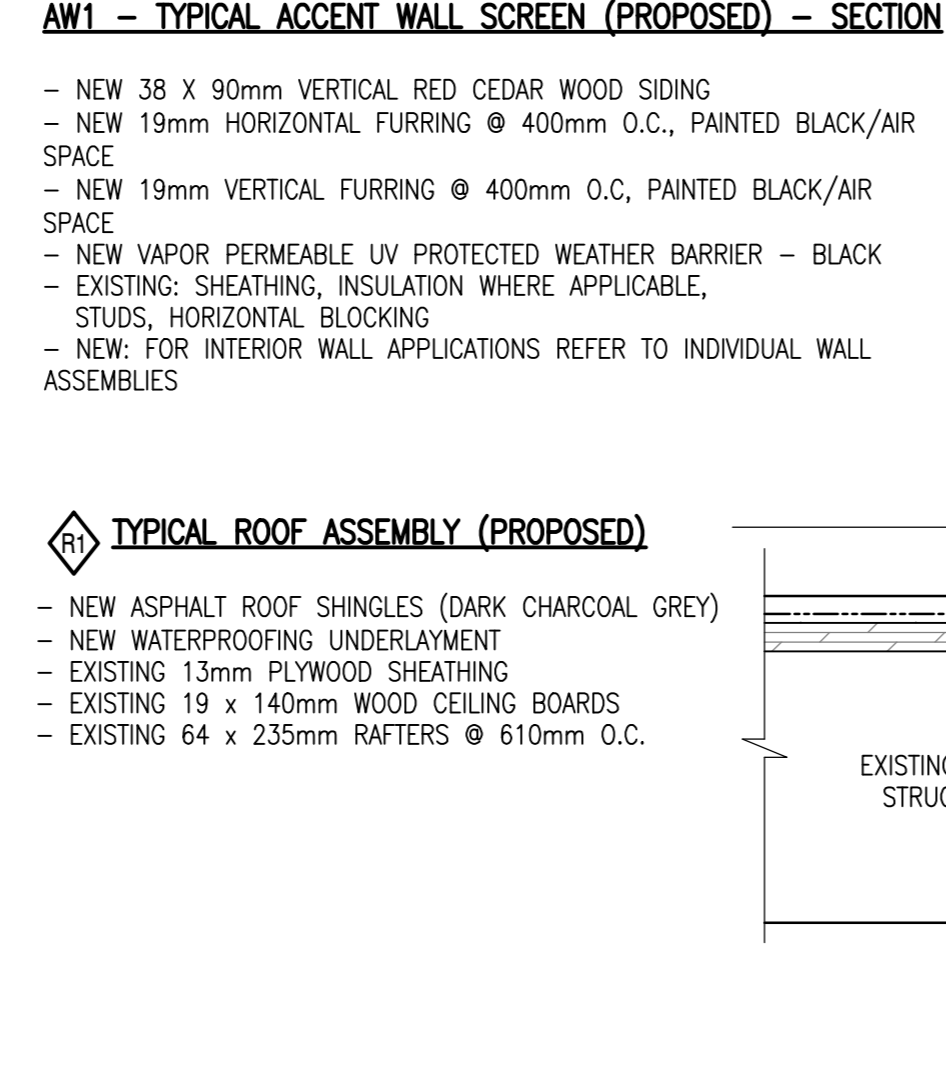 AW1 – TYPICAL ACCENT WALL SCREEN (PROPOSED) – SECTION
– NEW 38 X 90mm VERTICAL RED CEDAR WOOD SIDING
– NEW 19mm HORIZONTAL FURRING @ 400mm O.C., PAINTED BLACK/AIR
SPACE
– NEW 19mm VERTICAL FURRING @ 400mm O.C, PAINTED BLACK/AIR
SPACE
– NEW VAPOR PERMEABLE UV PROTECTED WEATHER BARRIER – BLACK
– EXISTING: SHEATHING, INSULATION WHERE APPLICABLE,
STUDS, HORIZONTAL BLOCKING
– NEW: FOR INTERIOR WALL APPLICATIONS REFER TO INDIVIDUAL WALL
ASSEMBLIES
R1 TYPICAL ROOF ASSEMBLY (PROPOSED)
– NEW ASPHALT ROOF SHINGLES (DARK CHARCOAL GREY)
– NEW WATERPROOFING UNDERLAYMENT
– EXISTING 13mm PLYWOOD SHEATHING
– EXISTING 19 x 140mm WOOD CEILING BOARDS
– EXISTING 64 x 235mm RAFTERS @ 610mm O.C.